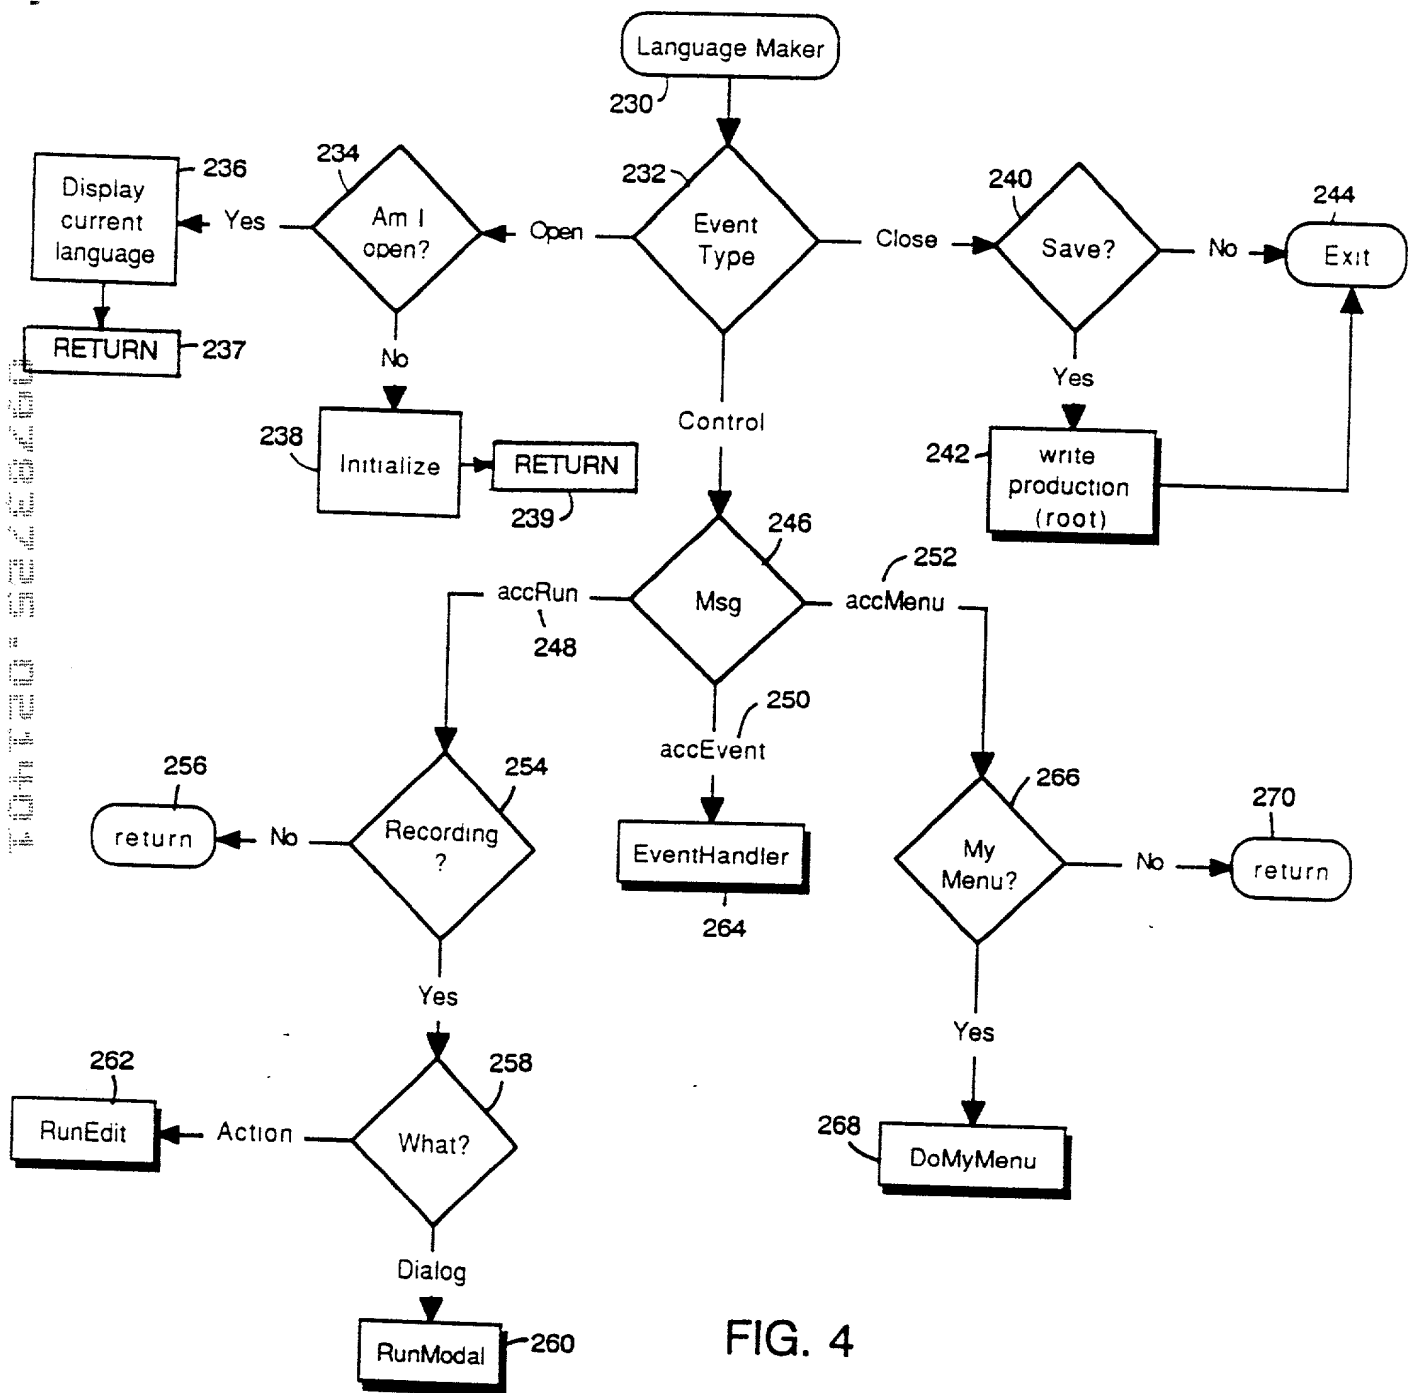 Language Maker
230
236
234
232
240
244
Display
current
language
Yes
Am I
open?
Open
Event
Type
Close
Save?
No
Exit
RETURN
237
No
Yes
Control
238
Initialize
RETURN
239
242
write
production
(root)
246
252
accRun
248
Msg
accMenu
250
accEvent
256
254
266
270
return
No
Recording
?
EventHandler
264
My
Menu?
No
return
Yes
Yes
262
258
RunEdit
Action
What?
268
DoMyMenu
Dialog
RunModal
260
FIG. 4
09783725.021401